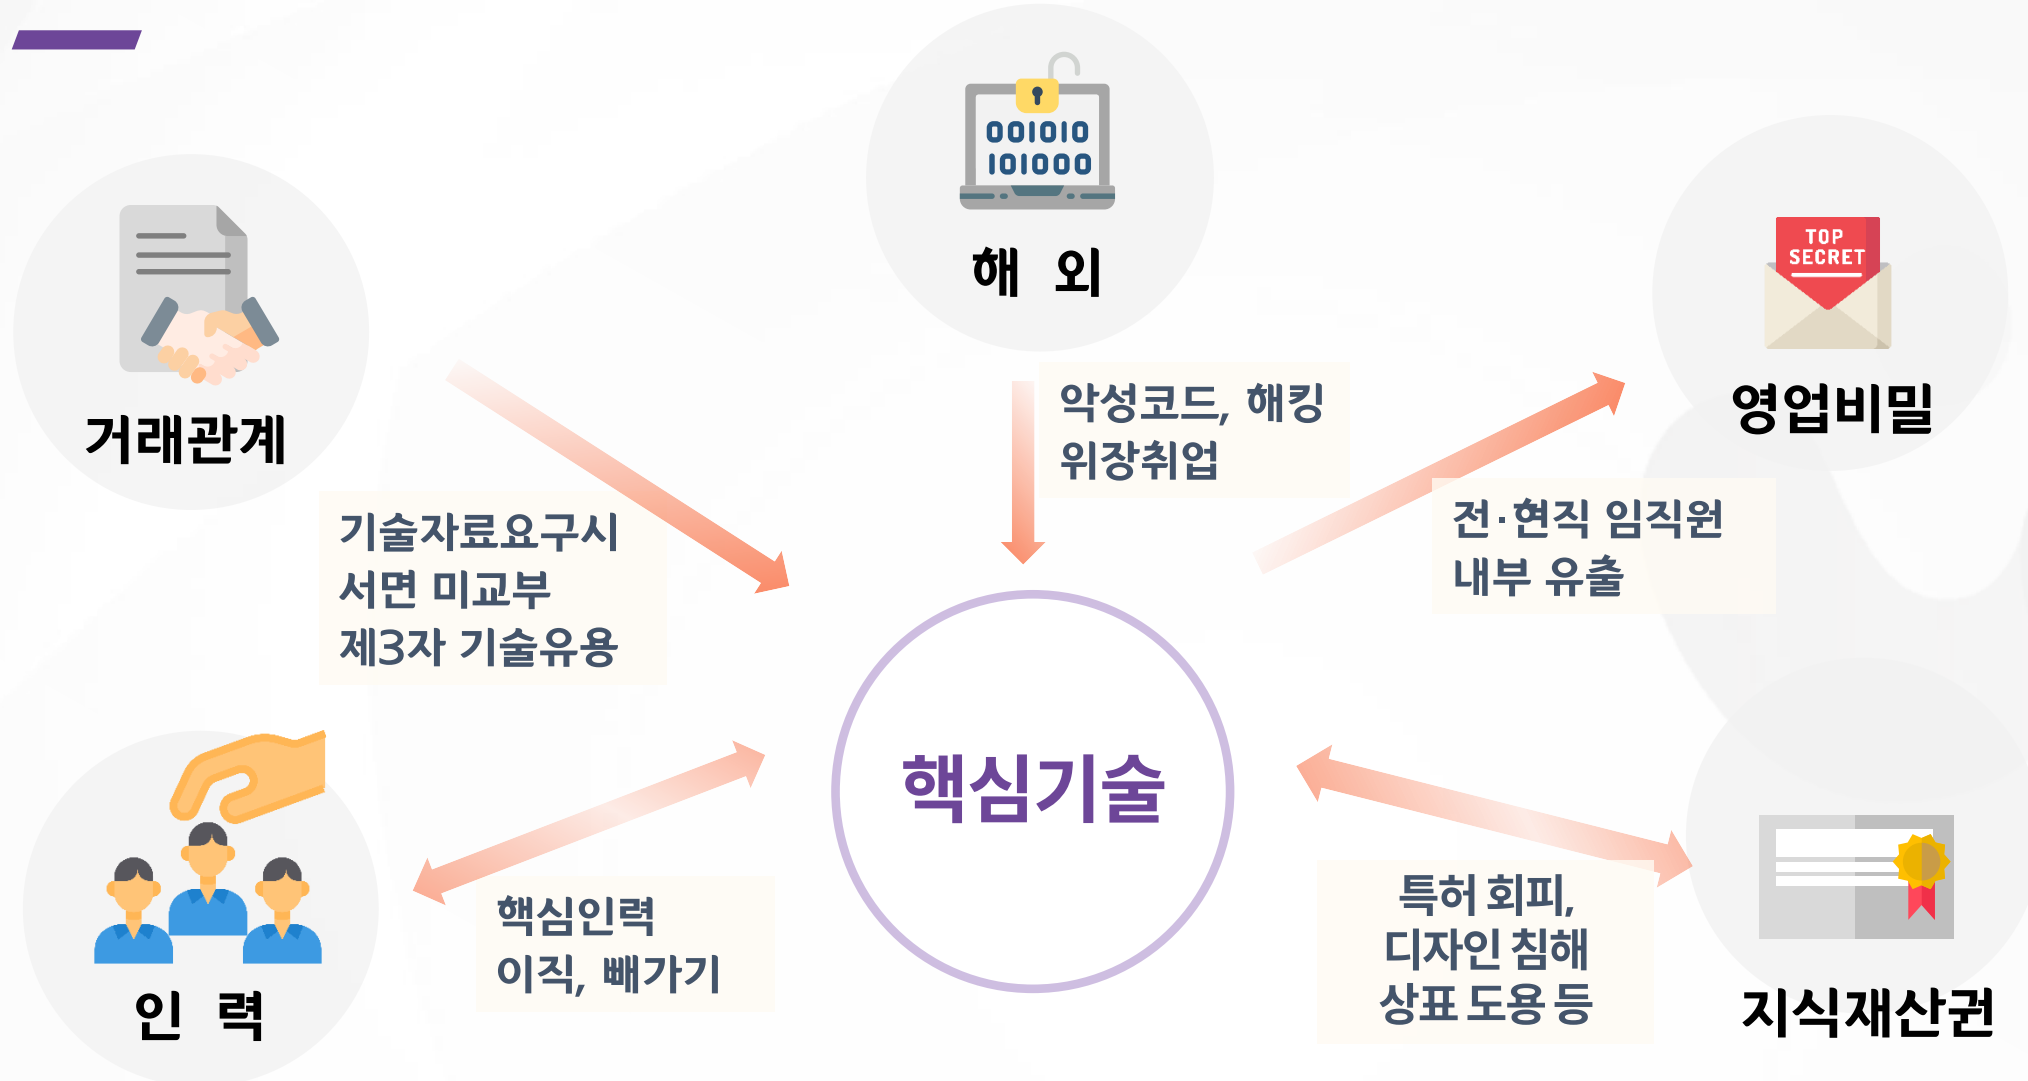 001010
101000
해 외
TOP
SECRET
영업비밀
거래관계
악성코드, 해킹
위장취업
전·현직 임직원
내부 유출
기술자료요구시
서면 미교부
제3자 기술유용
핵심기술
인 력
핵심인력
이직, 빼가기
특허 회피,
디자인 침해
상표 도용 등
지식재산권